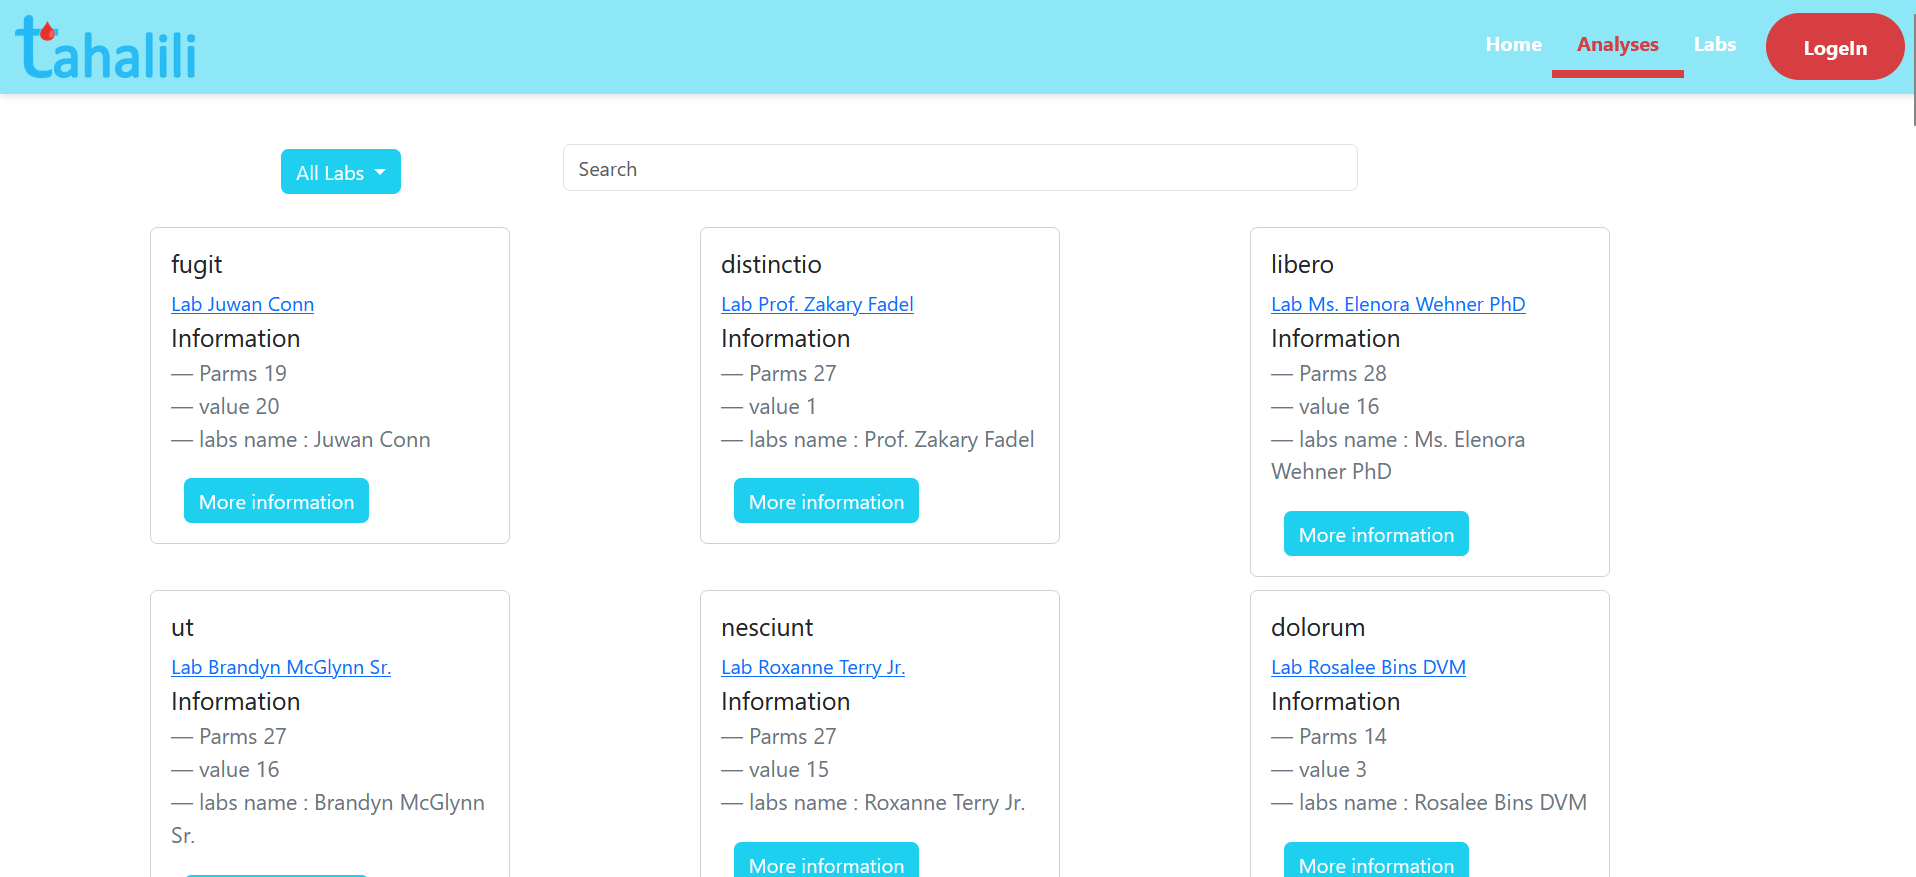 tahalili
Home Analyses Labs LogeIn
All Labs
Search
fugit
Lab Juwan Conn
Information
— Parms 19
— value 20
— labs name : Juwan Conn
More information
distinctio
Lab Prof. Zakary Fadel
Information
— Parms 27
— value 1
— labs name : Prof. Zakary Fadel
More information
libero
Lab Ms. Elenora Wehner PhD
Information
— Parms 28
— value 16
— labs name : Ms. Elenora
Wehner PhD
More information
ut
Lab Brandyn McGlynn Sr.
Information
— Parms 27
— value 16
— labs name : Brandyn McGlynn
Sr.
nesciunt
Lab Roxanne Terry Jr.
Information
— Parms 27
— value 15
— labs name : Roxanne Terry Jr.
More information
dolorum
Lab Rosalee Bins DVM
Information
— Parms 14
— value 3
— labs name : Rosalee Bins DVM
More information